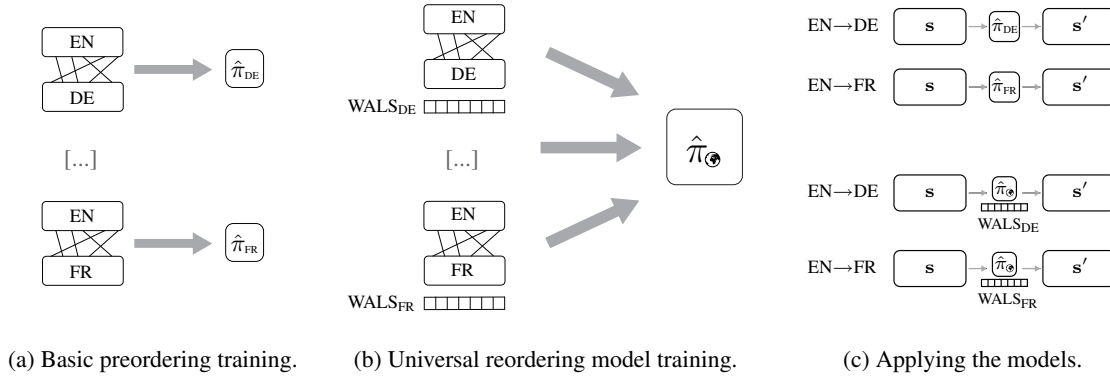 EN
DE
π̂DE
[...]
EN
FR
π̂FR
(a) Basic preordering training.
EN
DE
WALSDE
[...]
EN
FR
WALSFR
π̂
(b) Universal reordering model training.
EN→DE s π̂DE s′
EN→FR s π̂FR s′
EN→DE s π̂ s′
WALSDE
EN→FR s π̂ s′
WALSFR
(c) Applying the models.